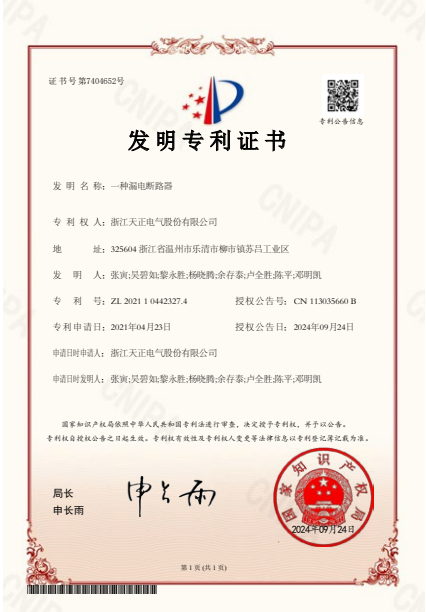 证书号第7404652号
专利公告信息
发明专利证书
发明名称：一种漏电断路器
专利权人：浙江天正电气股份有限公司
地址：325604 浙江省温州市乐清市柳市镇苏吕工业区
发明人：张寅;吴碧如;黎永胜;杨晓腾;余存泰;卢全胜;陈平;邓明凯
专利号：ZL 2021 1 0442327.4 授权公告号：CN 113035660 B
专利申请日：2021年04月23日 授权公告日：2024年09月24日
申请日时申请人：浙江天正电气股份有限公司
申请日时发明人：张寅;吴碧如;黎永胜;杨晓腾;余存泰;卢全胜;陈平;邓明凯
国家知识产权局依照中华人民共和国专利法进行审查，决定授予专利权，并予以公告。
专利权自授权公告之日起生效。专利权有效性及专利权人变更等法律信息以专利登记簿记载为准。
局长
申长雨
申长雨
国家知识产权局
2024年09月24日
第1页(共1页)
CNIPA